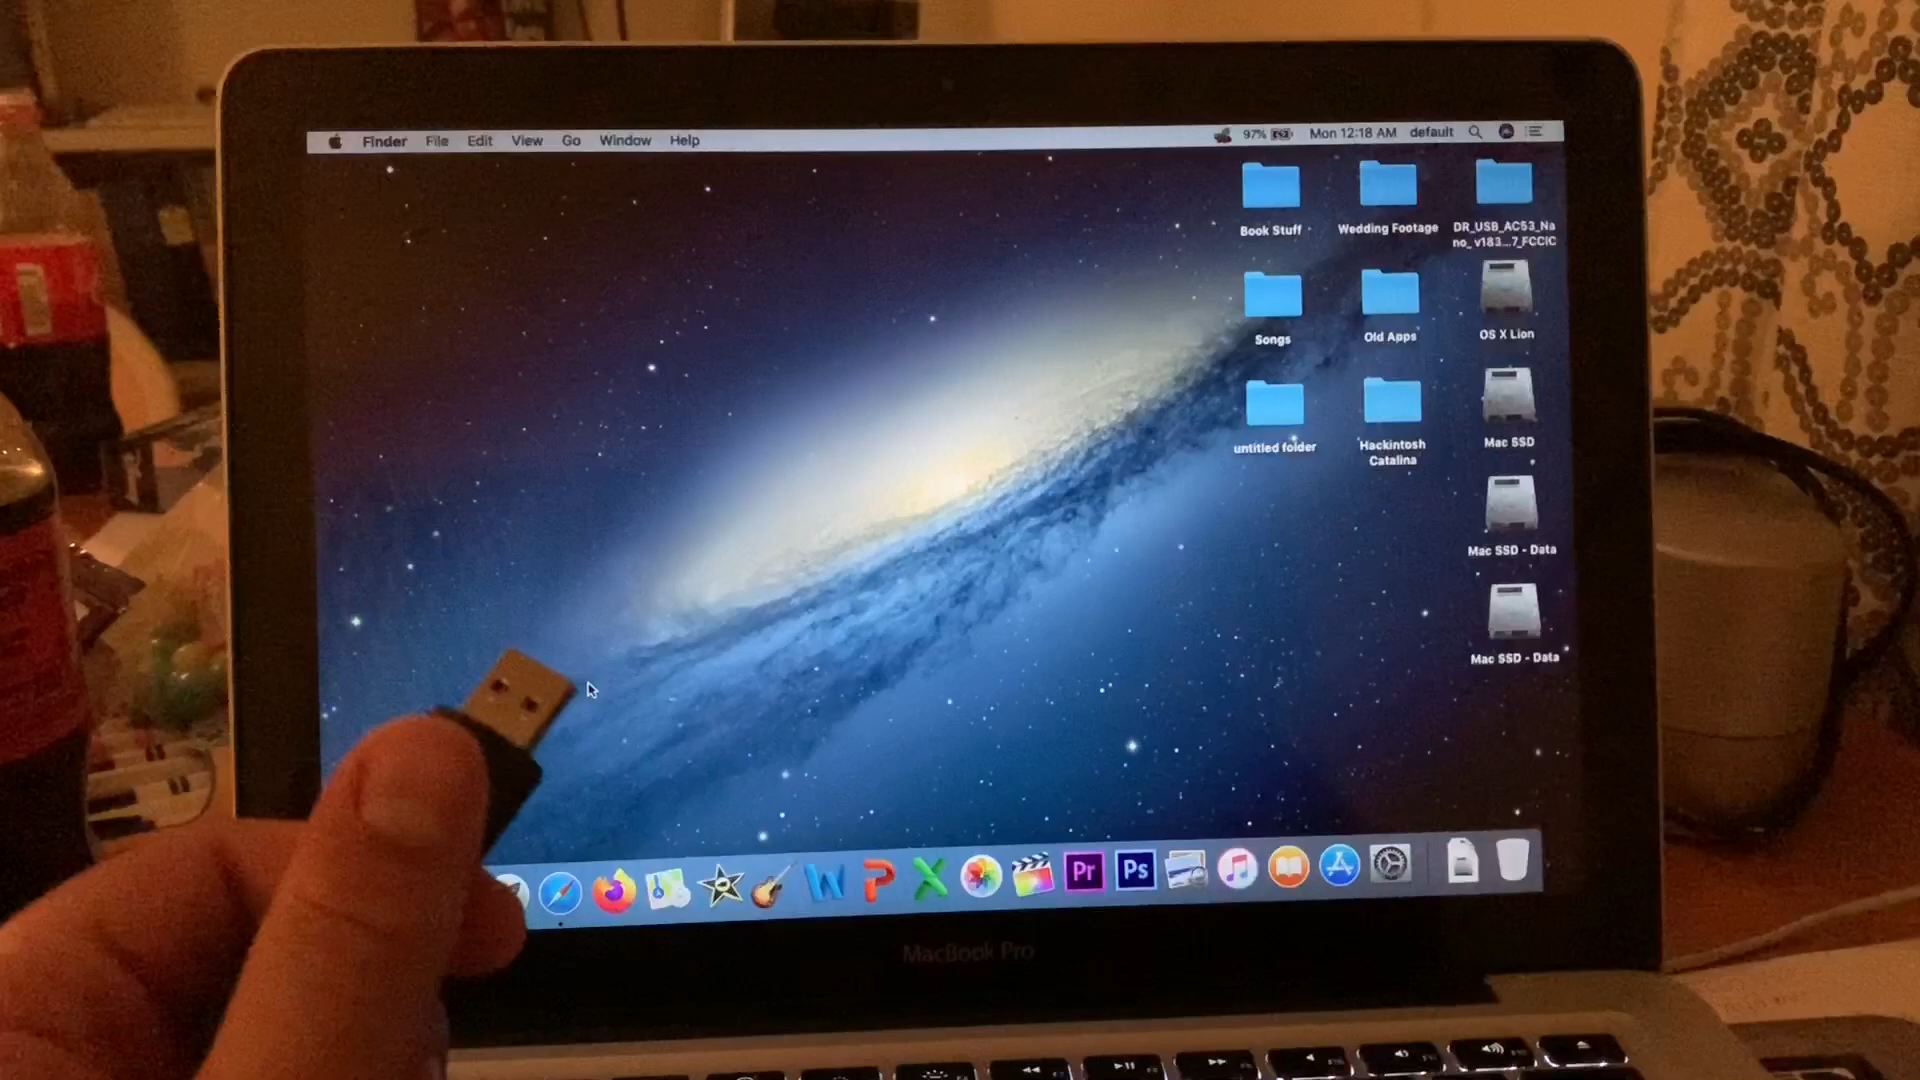 Finder File Edit View Go Window Help
97% Mon 12:18 AM default
Book Stuff
Wedding Footage
DR_USB_AC53_Na
no_v183...7_FCCIC
Songs
Old Apps
OS X Lion
untitled folder
Hackintosh
Catalina
Mac SSD
Mac SSD - Data
Mac SSD - Data
Pr
Ps
MacBook Pro